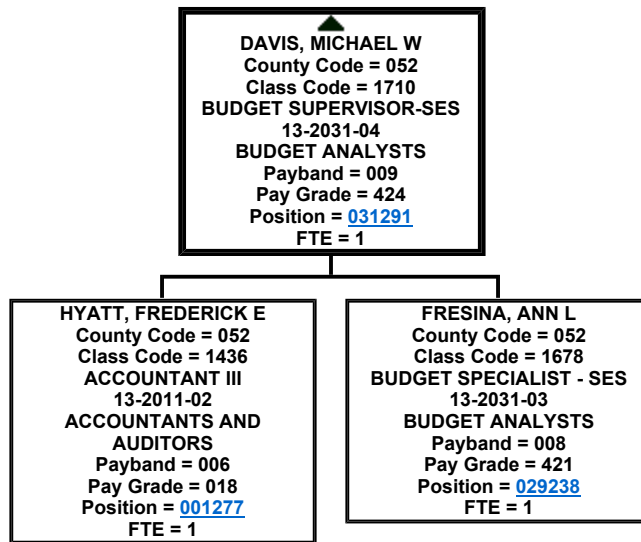 DAVIS, MICHAEL W
County Code = 052
Class Code = 1710
BUDGET SUPERVISOR-SES
13-2031-04
BUDGET ANALYSTS
Payband = 009
Pay Grade = 424
Position = 031291
FTE = 1
HYATT, FREDERICK E
County Code = 052
Class Code = 1436
ACCOUNTANT III
13-2011-02
ACCOUNTANTS AND
AUDITORS
Payband = 006
Pay Grade = 018
Position = 001277
FTE = 1
FRESINA, ANN L
County Code = 052
Class Code = 1678
BUDGET SPECIALIST - SES
13-2031-03
BUDGET ANALYSTS
Payband = 008
Pay Grade = 421
Position = 029238
FTE = 1